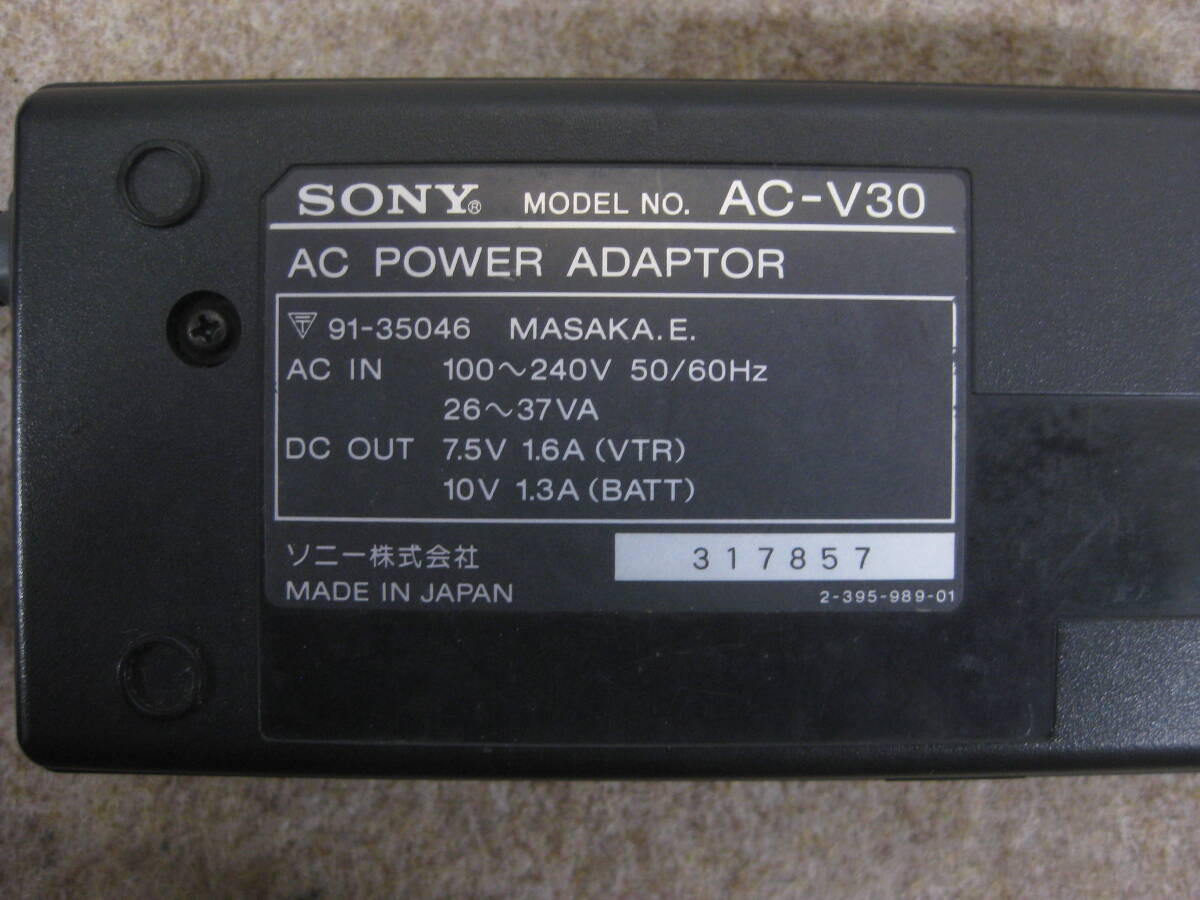 SONY® MODEL NO. AC-V30
AC POWER ADAPTOR
〒 91-35046 MASAKA.E.
AC IN 100～240V 50/60Hz
26～37VA
DC OUT 7.5V 1.6A (VTR)
10V 1.3A (BATT)
ソニー株式会社 317857
MADE IN JAPAN 2-395-989-01